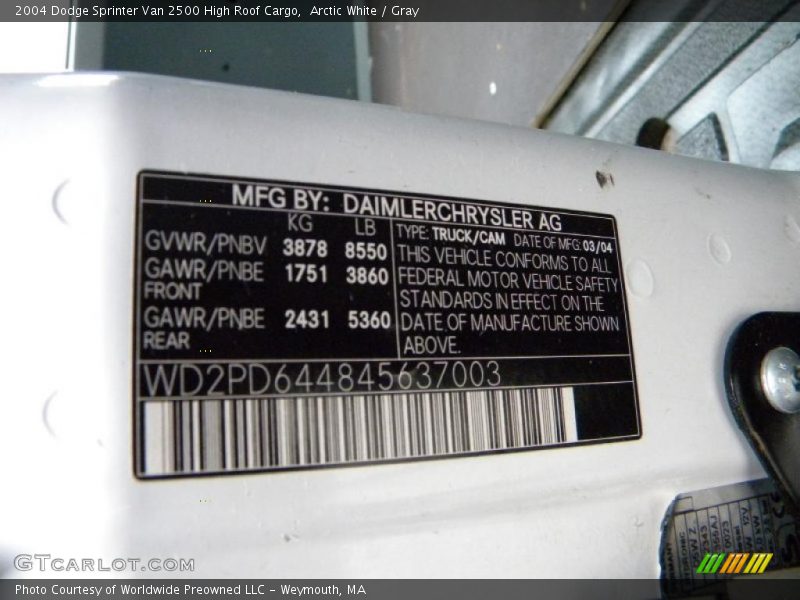 2004 Dodge Sprinter Van 2500 High Roof Cargo,  Arctic White / Gray
MFG BY: DAIMLERCHRYSLER AG
KG LB
GVWR/PNBV 3878 8550
GAWR/PNBE 1751 3860
FRONT
GAWR/PNBE 2431 5360
REAR
TYPE: TRUCK/CAM DATE OF MFG: 03/04
THIS VEHICLE CONFORMS TO ALL
FEDERAL MOTOR VEHICLE SAFETY
STANDARDS IN EFFECT ON THE
DATE OF MANUFACTURE SHOWN
ABOVE.
WD2PD644845637003
GTCARLOT.COM
Photo Courtesy of Worldwide Preowned LLC - Weymouth, MA